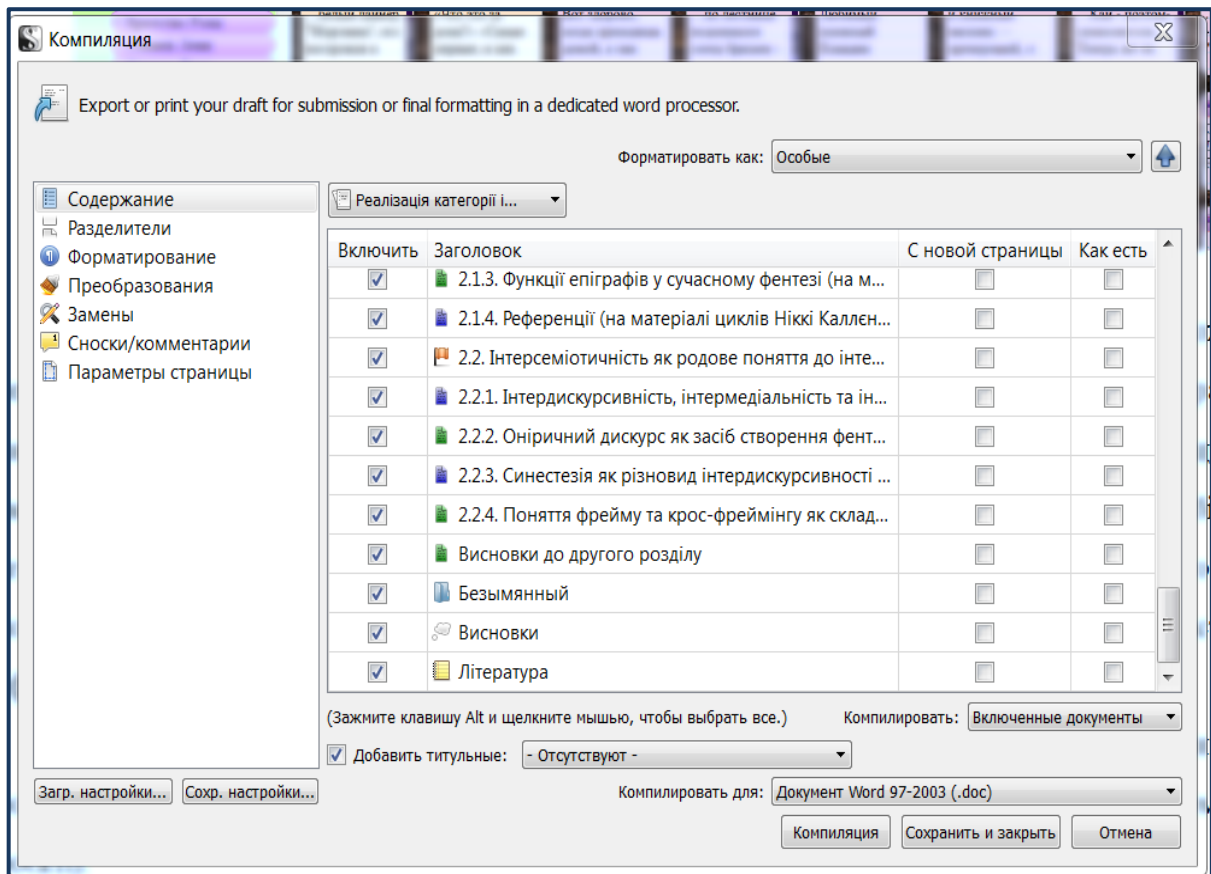 Компиляция
Export or print your draft for submission or final formatting in a dedicated word processor.
Форматировать как: Особые
Содержание
Разделители
Форматирование
Преобразования
Замены
Сноски/комментарии
Параметры страницы
Реалізація категорії і...
Включить Заголовок С новой страницы Как есть
2.1.3. Функції епіграфів у сучасному фентезі (на м...
2.1.4. Референції (на матеріалі циклів Ніккі Каллен...
2.2. Інтерсеміотичність як родове поняття до інте...
2.2.1. Інтердискурсивність, інтермедіальність та ін...
2.2.2. Оніричний дискурс як засіб створення фент...
2.2.3. Синестезія як різновид інтердискурсивності ...
2.2.4. Поняття фрейму та крос-фреймінгу як склад...
Висновки до другого розділу
Безымянный
Висновки
Література
(Зажмите клавишу Alt и щелкните мышью, чтобы выбрать все.) Компилировать: Включенные документы
Добавить титульные: - Отсутствуют -
Загр. настройки... Сохр. настройки... Компилировать для: Документ Word 97-2003 (.doc)
Компиляция Сохранить и закрыть Отмена